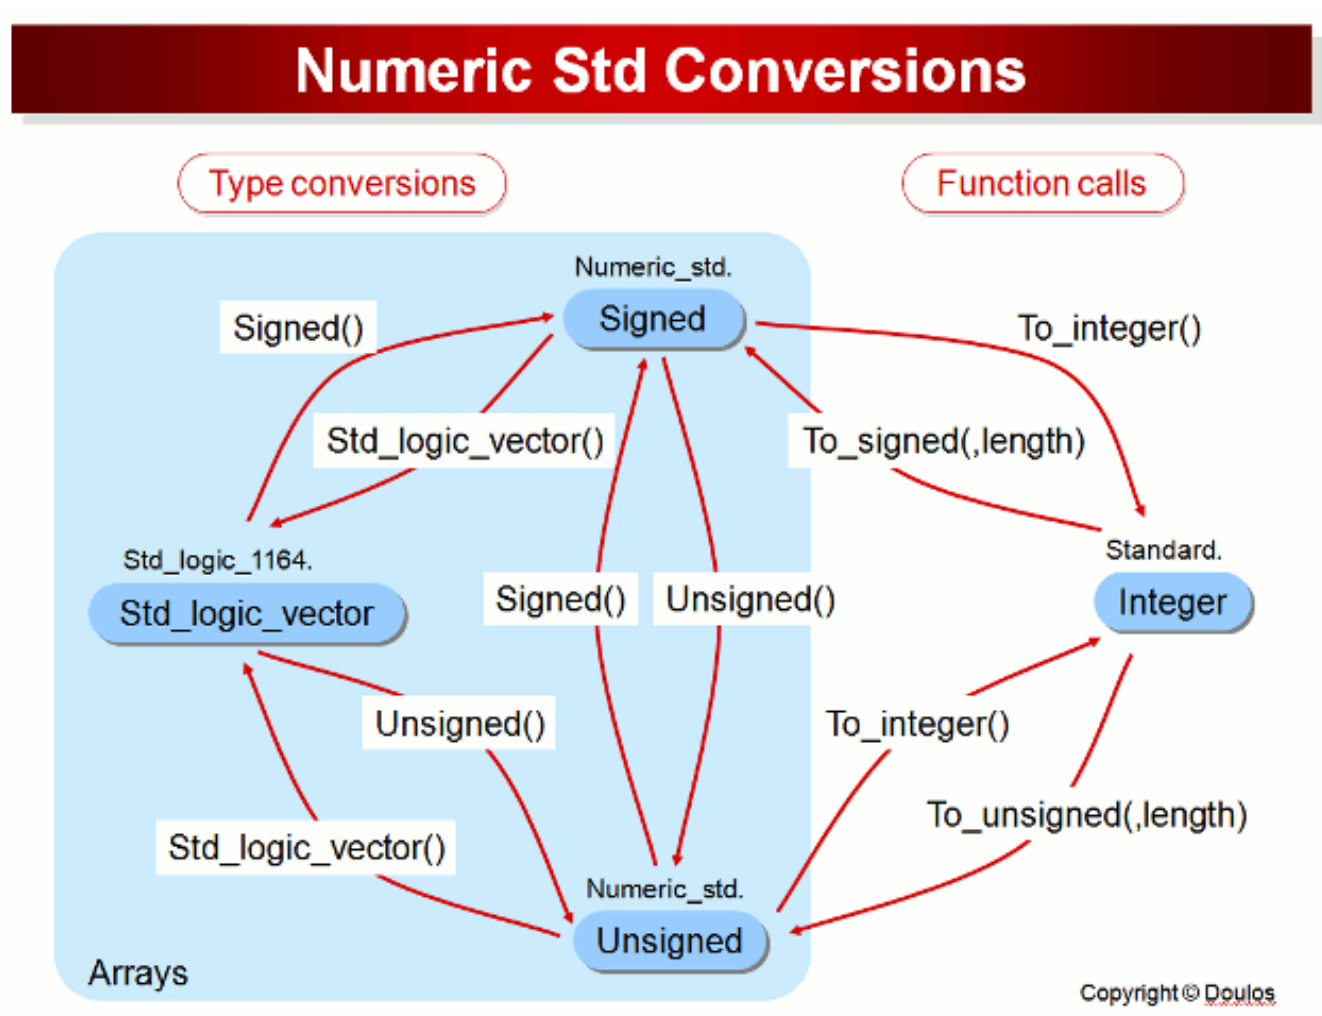 Numeric Std Conversions
Type conversions
Function calls
Numeric_std.
Signed
Signed()
To_integer()
Std_logic_vector()
To_signed(,length)
Std_logic_1164.
Std_logic_vector
Signed()
Unsigned()
Standard.
Integer
Unsigned()
To_integer()
Std_logic_vector()
To_unsigned(,length)
Numeric_std.
Unsigned
Arrays
Copyright © Doulos